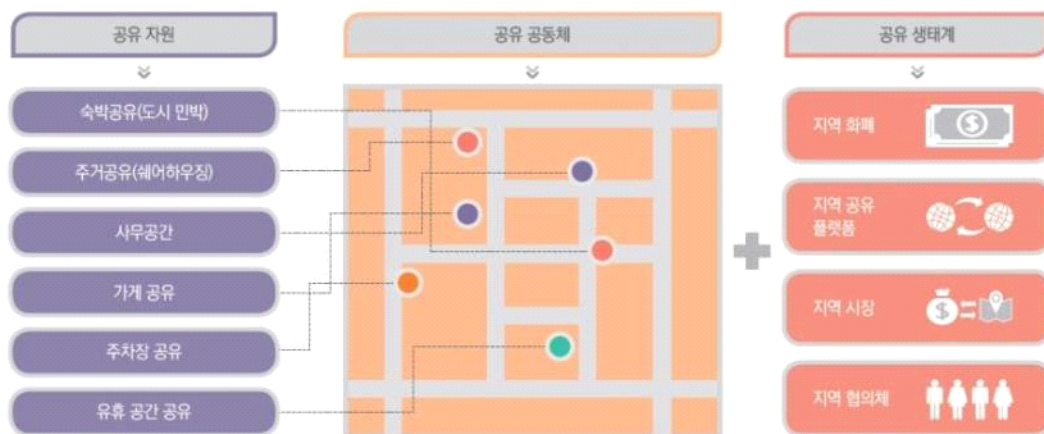 공유 자원
숙박공유(도시 민박)
주거공유(쉐어하우징)
사무공간
가게 공유
주차장 공유
유휴 공간 공유
공유 공동체
공유 생태계
지역 화폐
$
지역 공유
플랫폼
지역 시장
$
지역 협의체